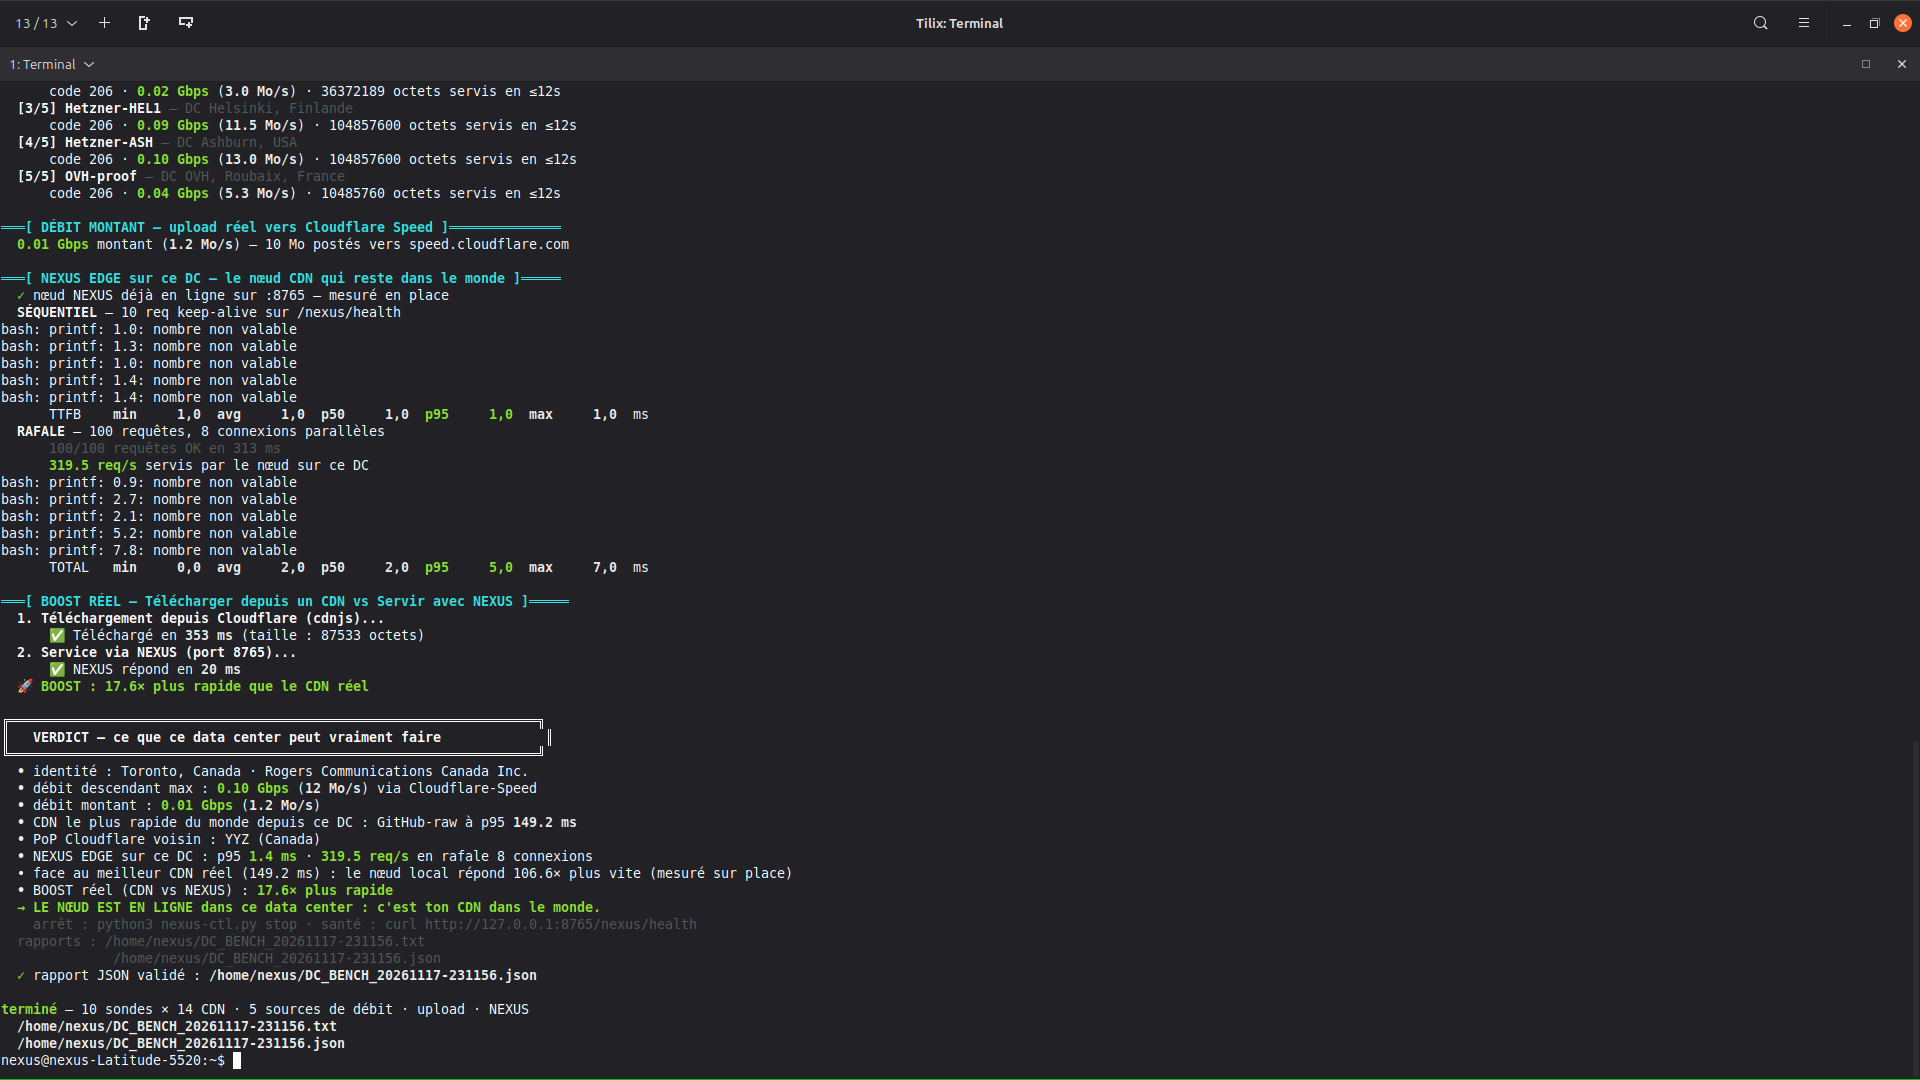 13 / 13
Tilix: Terminal
1: Terminal
code 206 · 0.02 Gbps (3.0 Mo/s) · 36372189 octets servis en ≤12s
[3/5] Hetzner-HEL1 — DC Helsinki, Finlande
code 206 · 0.09 Gbps (11.5 Mo/s) · 104857600 octets servis en ≤12s
[4/5] Hetzner-ASH — DC Ashburn, USA
code 206 · 0.10 Gbps (13.0 Mo/s) · 104857600 octets servis en ≤12s
[5/5] OVH-proof — DC OVH, Roubaix, France
code 206 · 0.04 Gbps (5.3 Mo/s) · 10485760 octets servis en ≤12s
═══[ DÉBIT MONTANT — upload réel vers Cloudflare Speed ]══════════════
0.01 Gbps montant (1.2 Mo/s) — 10 Mo postés vers speed.cloudflare.com
═══[ NEXUS EDGE sur ce DC — le nœud CDN qui reste dans le monde ]═════
✓ nœud NEXUS déjà en ligne sur :8765 — mesuré en place
SÉQUENTIEL — 10 req keep-alive sur /nexus/health
bash: printf: 1.0: nombre non valable
bash: printf: 1.3: nombre non valable
bash: printf: 1.0: nombre non valable
bash: printf: 1.4: nombre non valable
bash: printf: 1.4: nombre non valable
TTFB min 1,0 avg 1,0 p50 1,0 p95 1,0 max 1,0 ms
RAFALE — 100 requêtes, 8 connexions parallèles
100/100 requêtes OK en 313 ms
319.5 req/s servis par le nœud sur ce DC
bash: printf: 0.9: nombre non valable
bash: printf: 2.7: nombre non valable
bash: printf: 2.1: nombre non valable
bash: printf: 5.2: nombre non valable
bash: printf: 7.8: nombre non valable
TOTAL min 0,0 avg 2,0 p50 2,0 p95 5,0 max 7,0 ms
═══[ BOOST RÉEL — Télécharger depuis un CDN vs Servir avec NEXUS ]═════
1. Téléchargement depuis Cloudflare (cdnjs)...
✅ Téléchargé en 353 ms (taille : 87533 octets)
2. Service via NEXUS (port 8765)...
✅ NEXUS répond en 20 ms
🚀 BOOST : 17.6× plus rapide que le CDN réel
VERDICT — ce que ce data center peut vraiment faire
• identité : Toronto, Canada · Rogers Communications Canada Inc.
• débit descendant max : 0.10 Gbps (12 Mo/s) via Cloudflare-Speed
• débit montant : 0.01 Gbps (1.2 Mo/s)
• CDN le plus rapide du monde depuis ce DC : GitHub-raw à p95 149.2 ms
• PoP Cloudflare voisin : YYZ (Canada)
• NEXUS EDGE sur ce DC : p95 1.4 ms · 319.5 req/s en rafale 8 connexions
• face au meilleur CDN réel (149.2 ms) : le nœud local répond 106.6× plus vite (mesuré sur place)
• BOOST réel (CDN vs NEXUS) : 17.6× plus rapide
→ LE NŒUD EST EN LIGNE dans ce data center : c'est ton CDN dans le monde.
arrêt : python3 nexus-ctl.py stop · santé : curl http://127.0.0.1:8765/nexus/health
rapports : /home/nexus/DC_BENCH_20261117-231156.txt
/home/nexus/DC_BENCH_20261117-231156.json
✓ rapport JSON validé : /home/nexus/DC_BENCH_20261117-231156.json
terminé — 10 sondes × 14 CDN · 5 sources de débit · upload · NEXUS
/home/nexus/DC_BENCH_20261117-231156.txt
/home/nexus/DC_BENCH_20261117-231156.json
nexus@nexus-Latitude-5520:~$